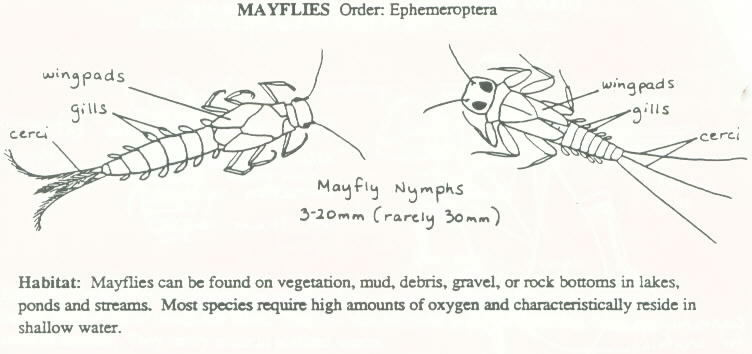 MAYFLIES Order: Ephemeroptera
wingpads
gills
cerci
wingpads
gills
cerci
Mayfly Nymphs
3-20mm (rarely 30mm)
Habitat: Mayflies can be found on vegetation, mud, debris, gravel, or rock bottoms in lakes,
ponds and streams. Most species require high amounts of oxygen and characteristically reside in
shallow water.